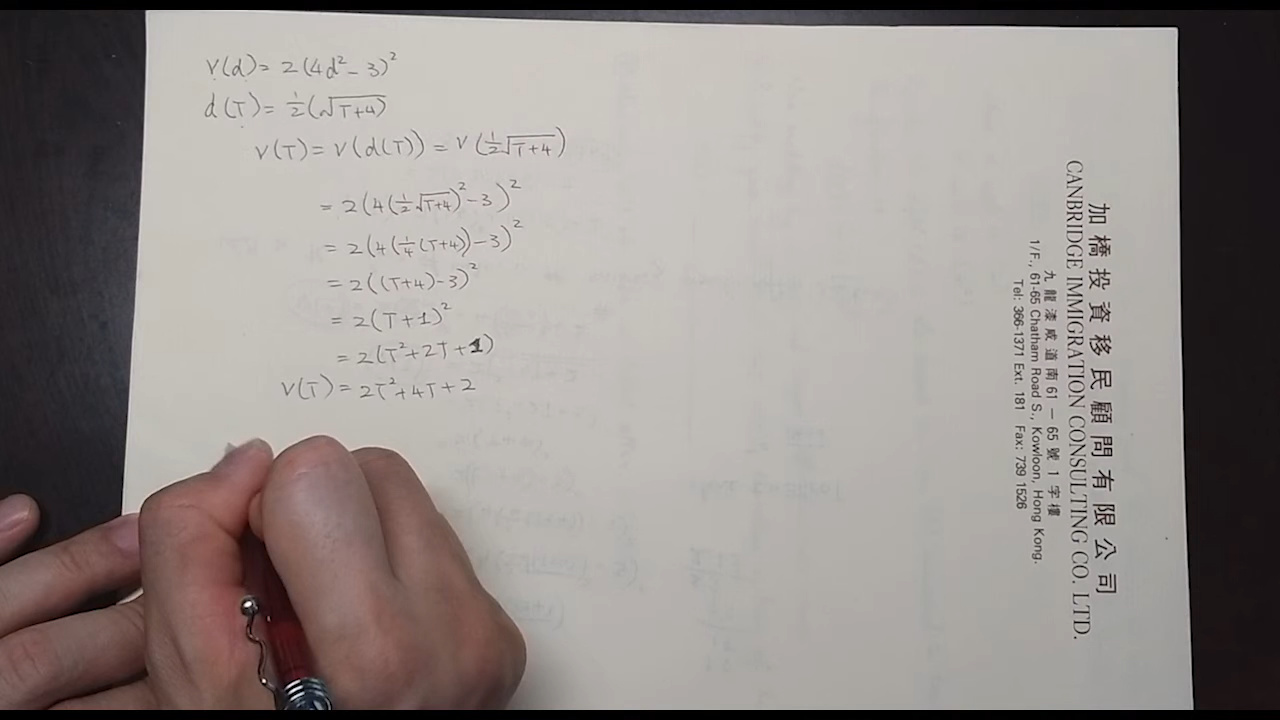 v(d) = 2(4d² - 3)²
d(T) = ½(√T+4)
v(T) = v(d(T)) = v(½√T+4)
= 2(4(½√T+4)² - 3)²
= 2(4(¼(T+4)) - 3)²
= 2((T+4) - 3)²
= 2(T+1)²
= 2(T² + 2T + 1)
v(T) = 2T² + 4T + 2
加橋投資移民顧問有限公司
CANBRIDGE IMMIGRATION CONSULTING CO. LTD.
九龍漆咸道南61－65號1字樓
1/F., 61-65 Chatham Road S., Kowloon, Hong Kong.
Tel: 366-1371 Ext. 181 Fax: 739 1526